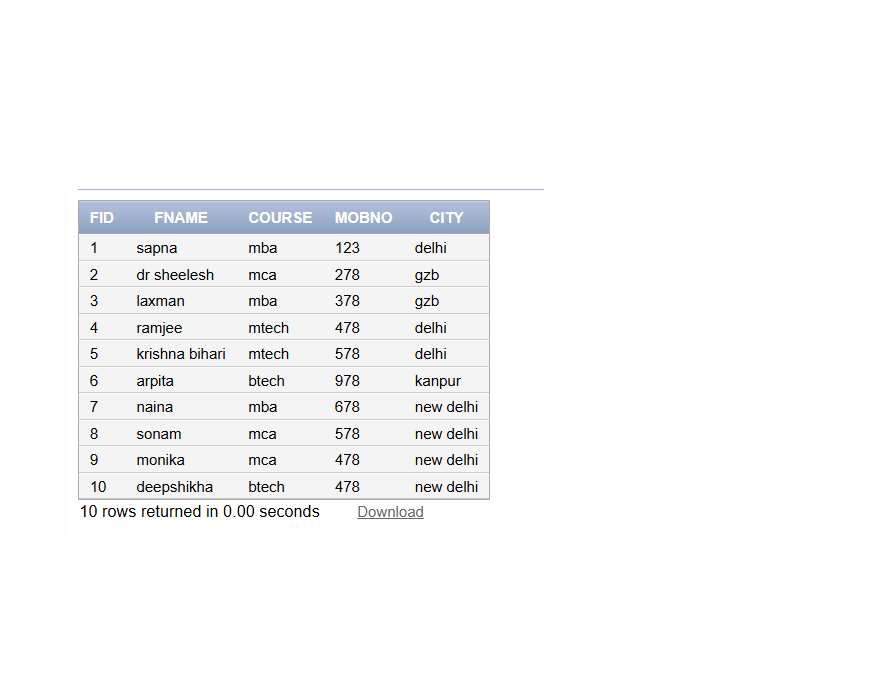 FID FNAME COURSE MOBNO CITY
1 sapna mba 123 delhi
2 dr sheelesh mca 278 gzb
3 laxman mba 378 gzb
4 ramjee mtech 478 delhi
5 krishna bihari mtech 578 delhi
6 arpita btech 978 kanpur
7 naina mba 678 new delhi
8 sonam mca 578 new delhi
9 monika mca 478 new delhi
10 deepshikha btech 478 new delhi
10 rows returned in 0.00 seconds Download